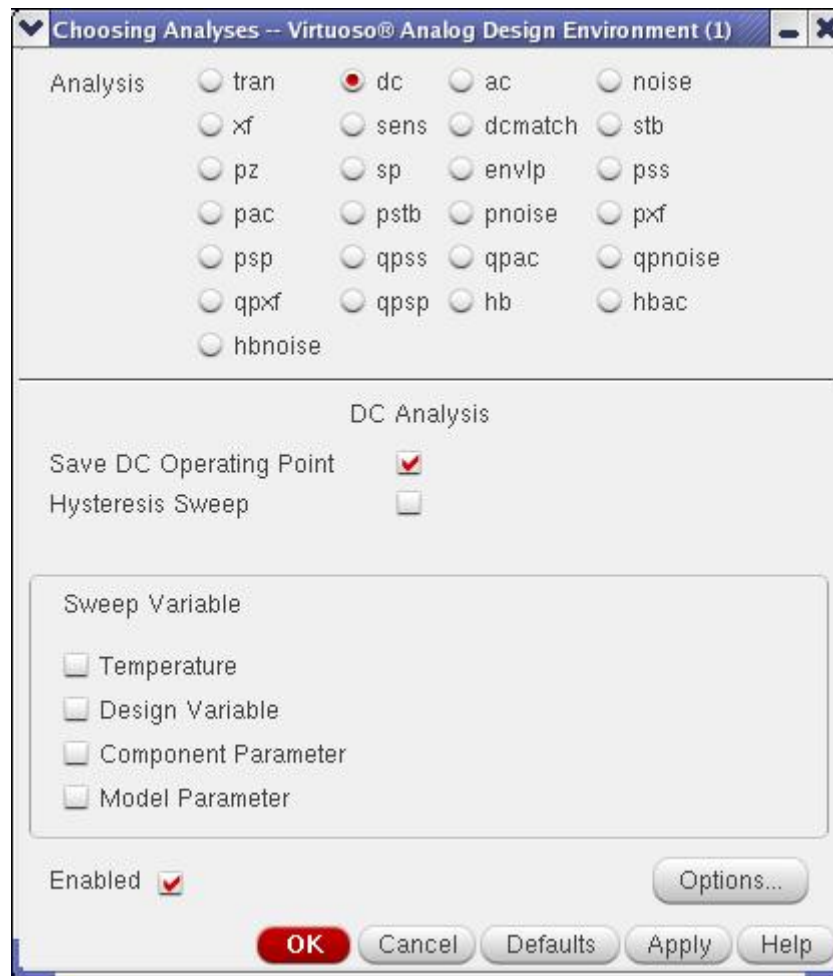 Choosing Analyses -- Virtuoso® Analog Design Environment (1)
Analysis tran dc ac noise
xf sens dcmatch stb
pz sp envlp pss
pac pstb pnoise pxf
psp qpss qpac qpnoise
qpxf qpsp hb hbac
hbnoise
DC Analysis
Save DC Operating Point
Hysteresis Sweep
Sweep Variable
Temperature
Design Variable
Component Parameter
Model Parameter
Enabled Options...
OK Cancel Defaults Apply Help